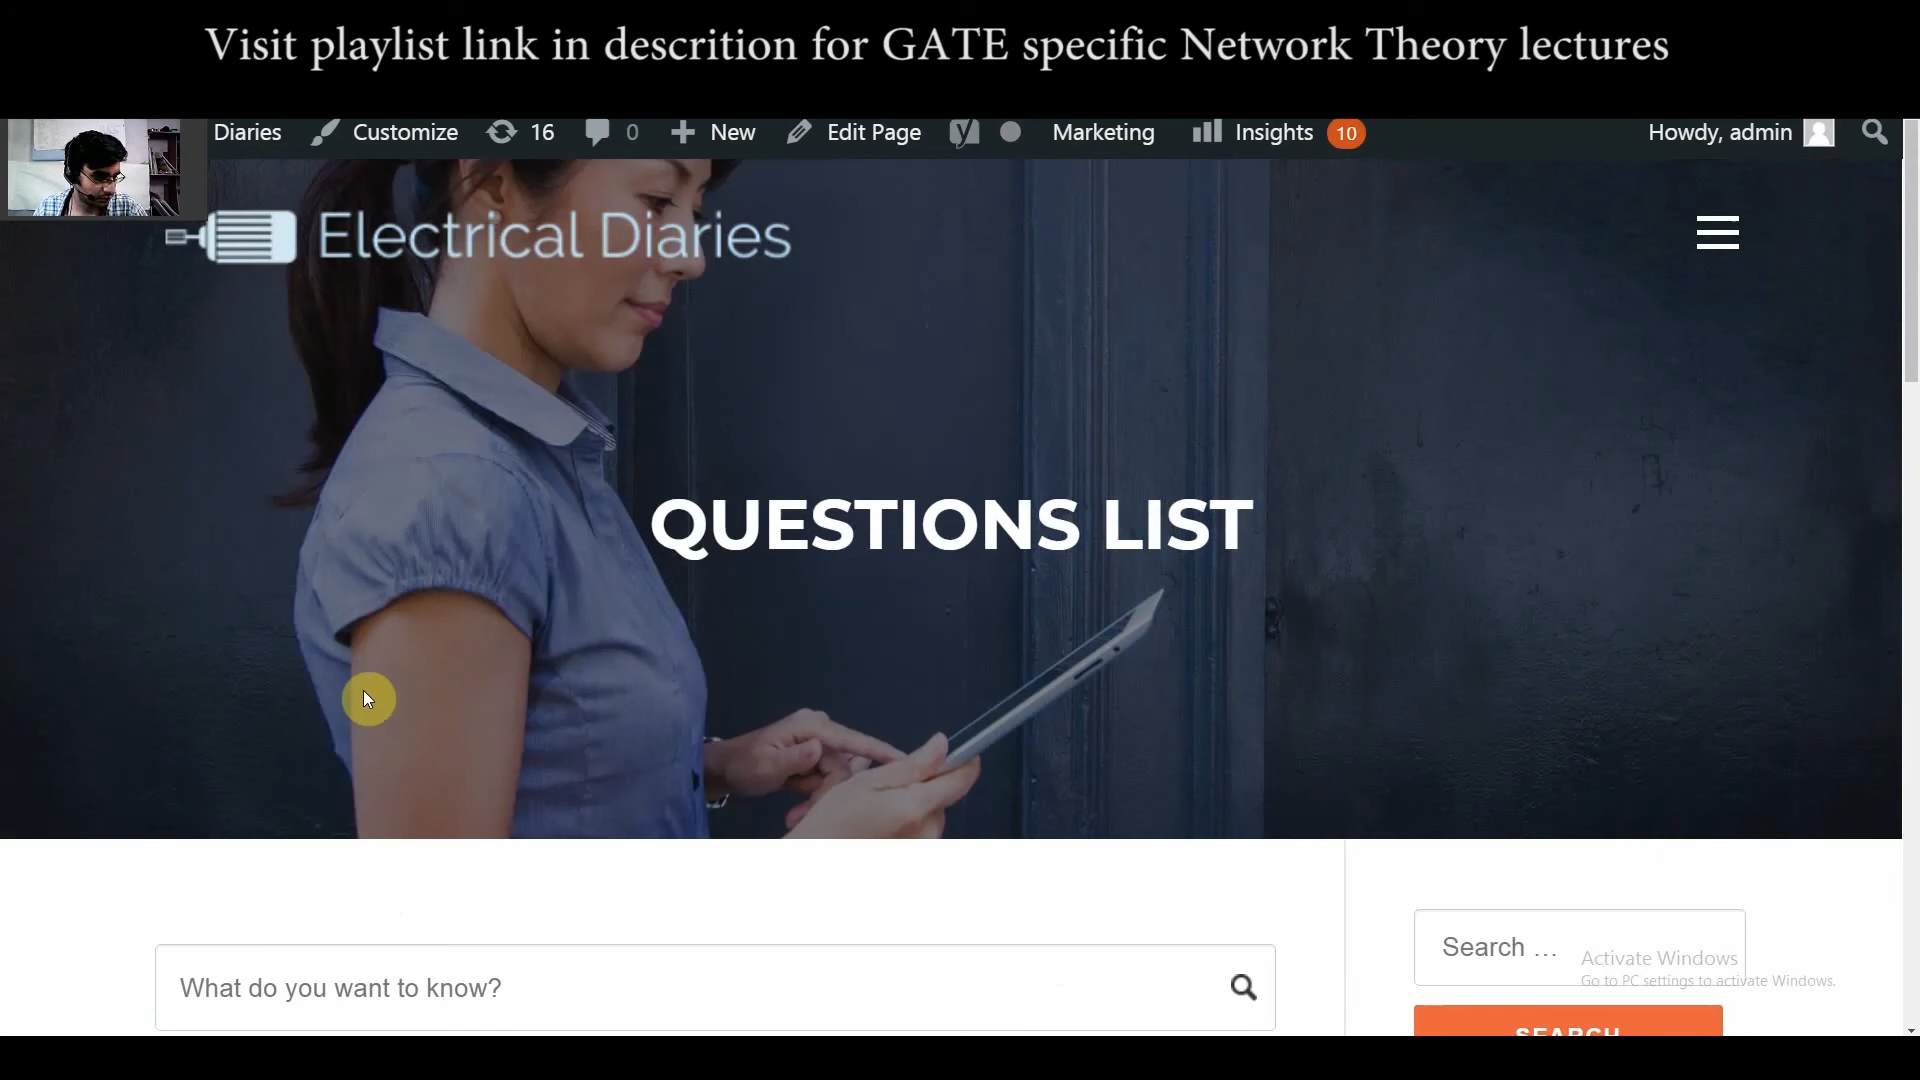 Visit playlist link in descrition for GATE specific Network Theory lectures
Diaries Customize 16 0 New Edit Page Marketing Insights 10 Howdy, admin
Electrical Diaries
QUESTIONS LIST
What do you want to know?
Search ...
Activate Windows
Go to PC settings to activate Windows.
SEARCH